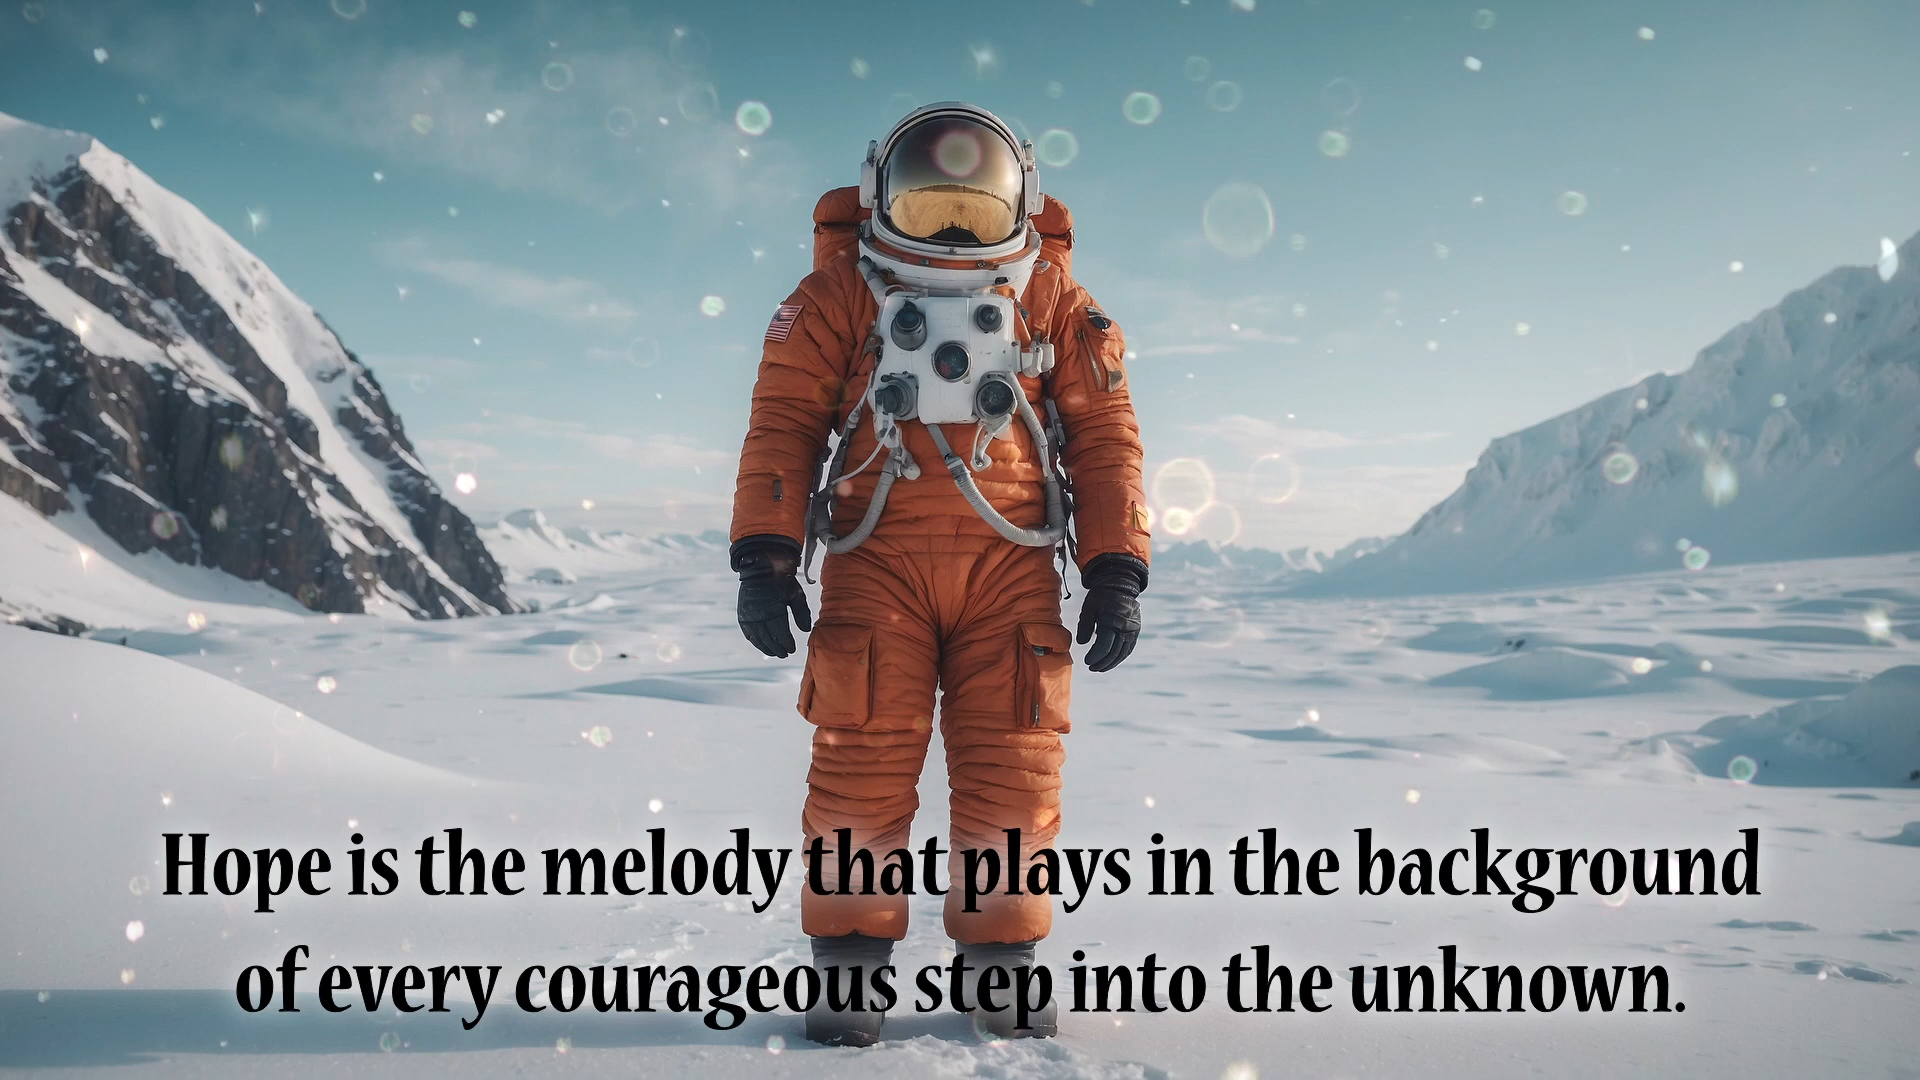 Hope is the melody that plays in the background
of every courageous step into the unknown.